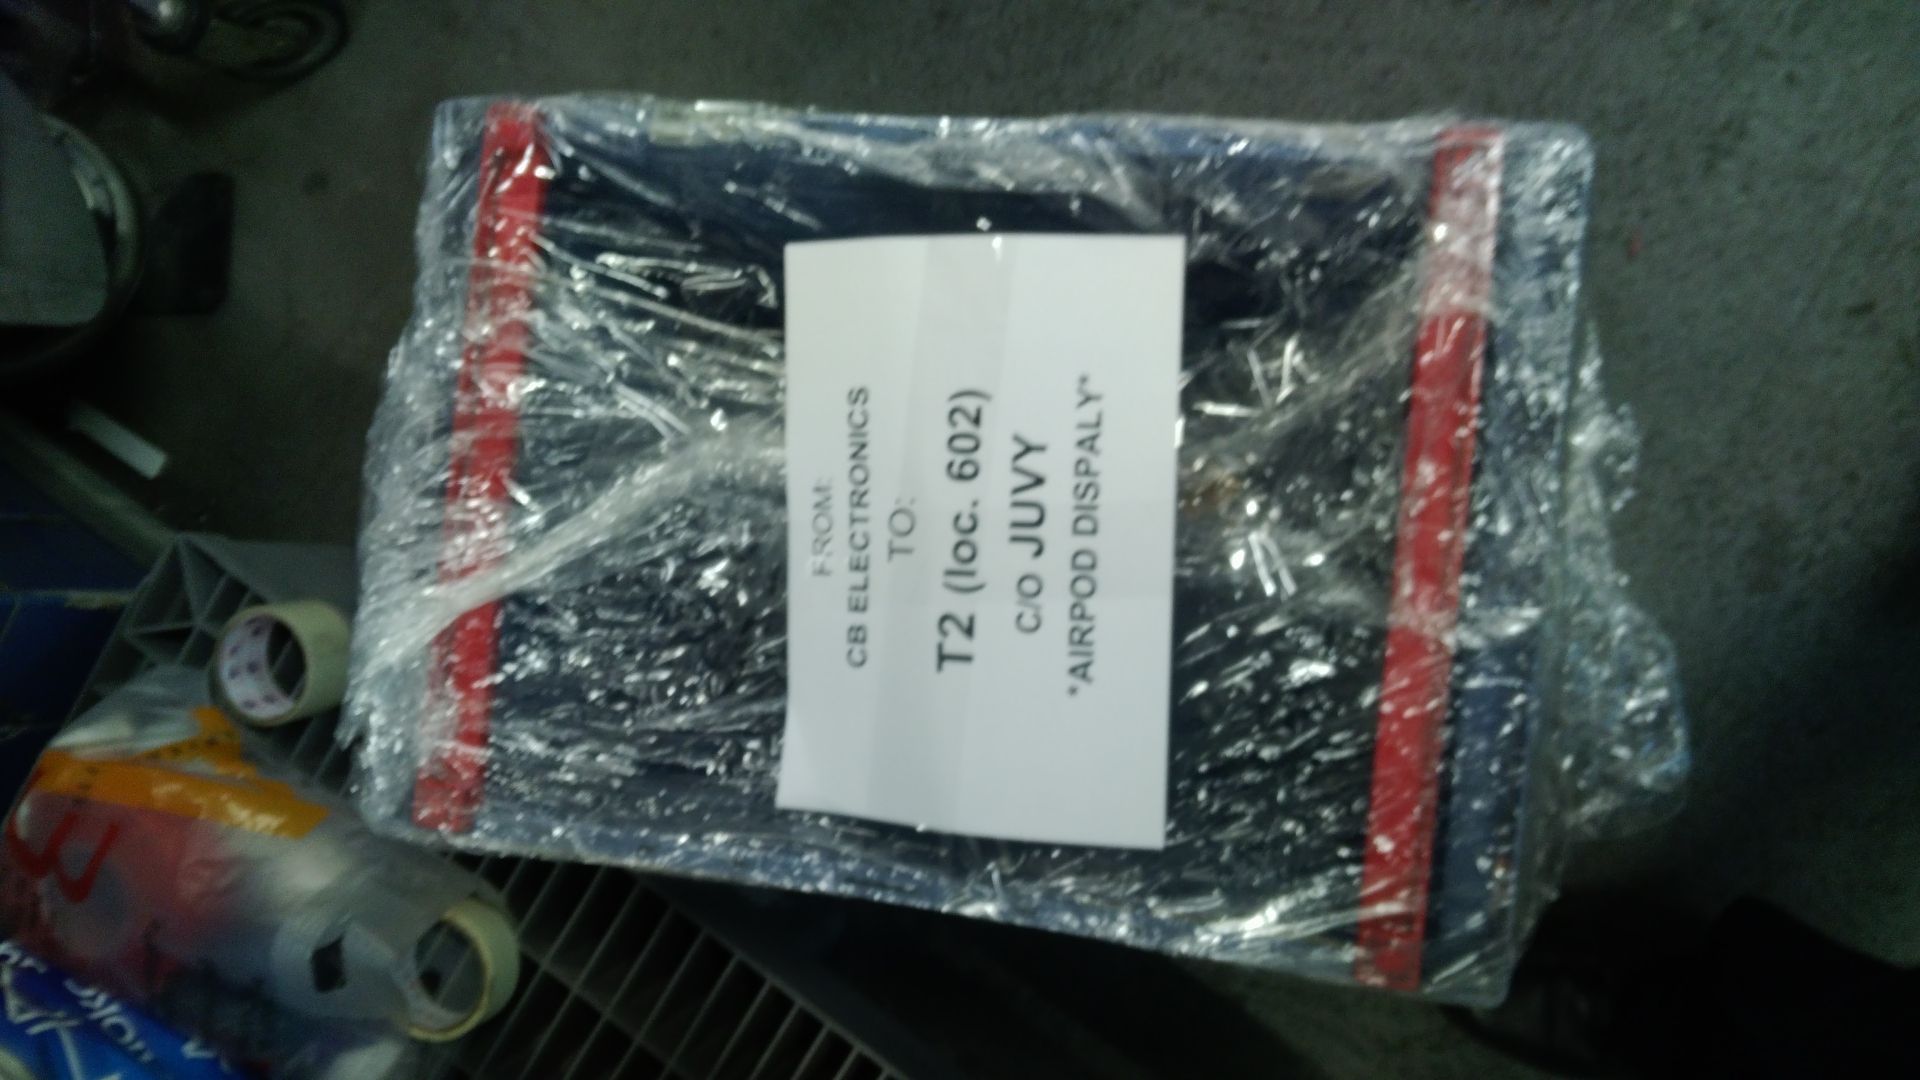 FROM:
CB ELECTRONICS
TO:
T2 (loc. 602)
C/O JUVY
"AIRPOD DISPALY"